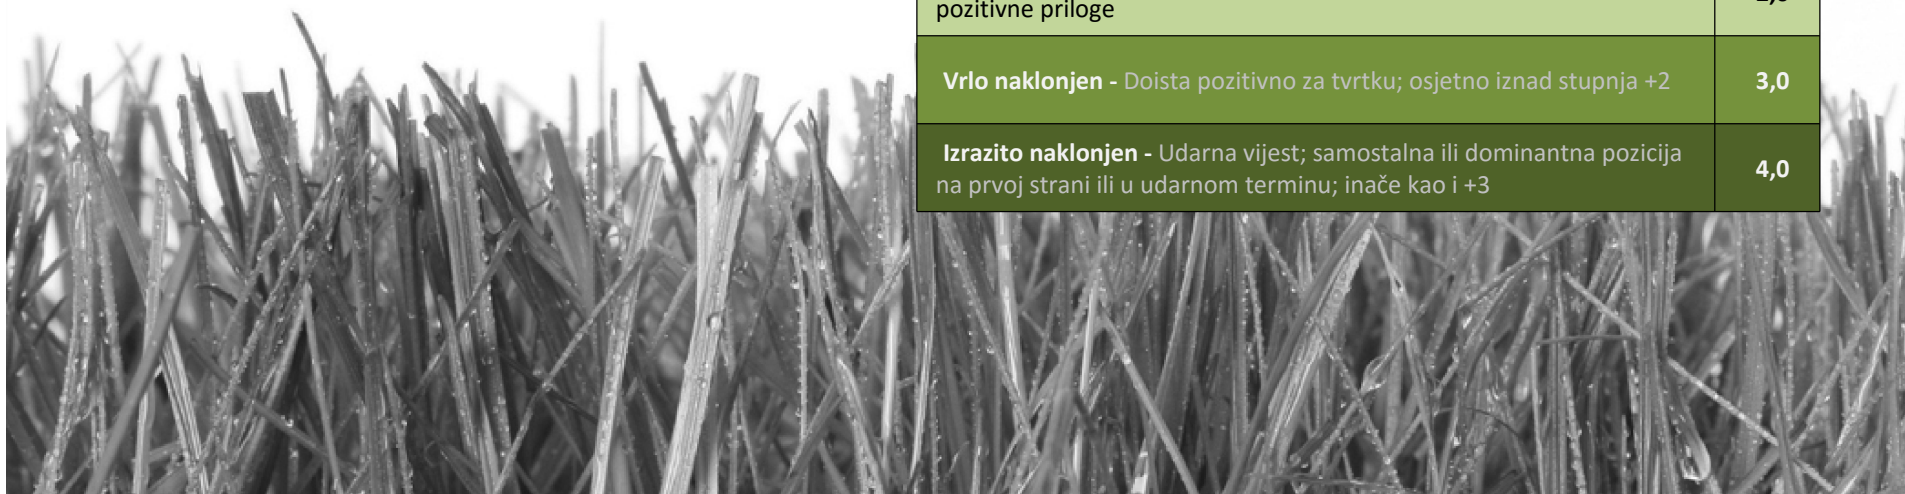 pozitivne priloge
Vrlo naklonjen - Doista pozitivno za tvrtku; osjetno iznad stupnja +2
3,0
Izrazito naklonjen - Udarna vijest; samostalna ili dominantna pozicija
na prvoj strani ili u udarnom terminu; inače kao i +3
4,0